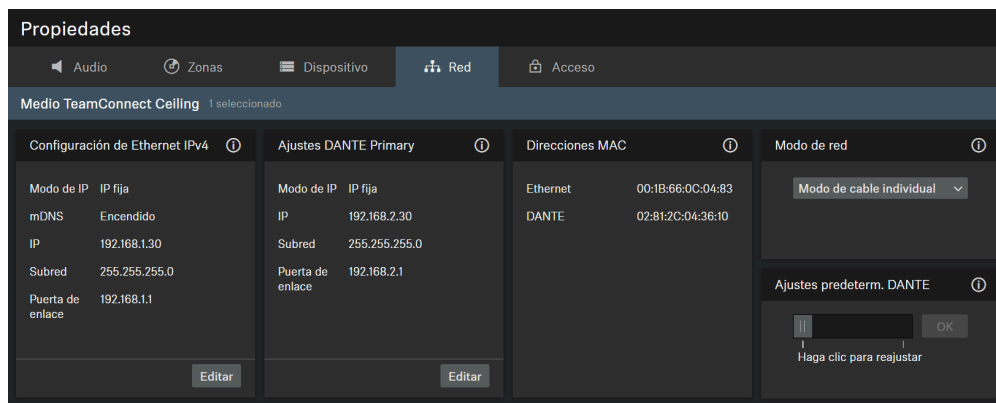 Propiedades
Audio
Zonas
Dispositivo
Red
Acceso
Medio TeamConnect Ceiling 1 seleccionado
Configuración de Ethernet IPv4
Modo de IP IP fija
mDNS Encendido
IP 192.168.1.30
Subred 255.255.255.0
Puerta de enlace 192.168.1.1
Editar
Ajustes DANTE Primary
Modo de IP IP fija
IP 192.168.2.30
Subred 255.255.255.0
Puerta de enlace 192.168.2.1
Editar
Direcciones MAC
Ethernet 00:1B:66:0C:04:83
DANTE 02:81:2C:04:36:10
Modo de red
Modo de cable individual
Ajustes predeterm. DANTE
OK
Haga clic para reajustar